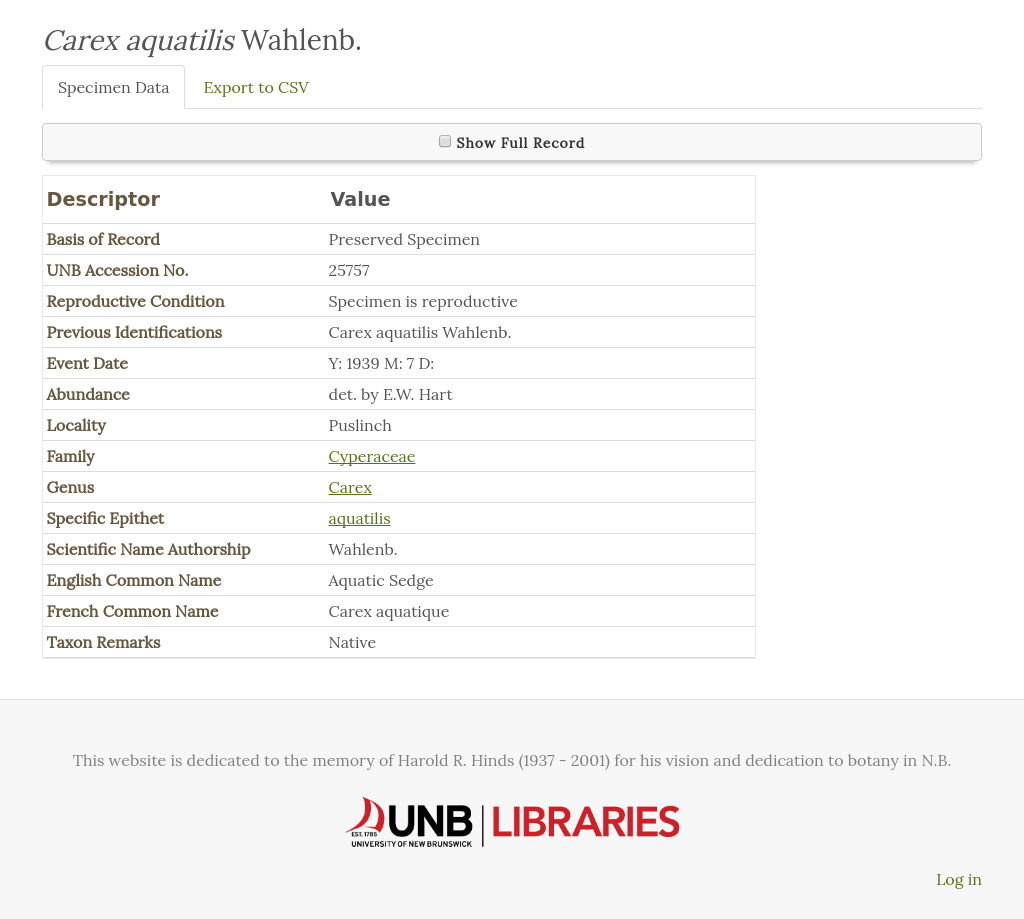 Carex aquatilis Wahlenb.
Specimen Data Export to CSV
Show Full Record
Descriptor Value
Basis of Record Preserved Specimen
UNB Accession No. 25757
Reproductive Condition Specimen is reproductive
Previous Identifications Carex aquatilis Wahlenb.
Event Date Y: 1939 M: 7 D:
Abundance det. by E.W. Hart
Locality Puslinch
Family Cyperaceae
Genus Carex
Specific Epithet aquatilis
Scientific Name Authorship Wahlenb.
English Common Name Aquatic Sedge
French Common Name Carex aquatique
Taxon Remarks Native
This website is dedicated to the memory of Harold R. Hinds (1937 - 2001) for his vision and dedication to botany in N.B.
EST. 1785 UNB LIBRARIES
UNIVERSITY OF NEW BRUNSWICK
Log in